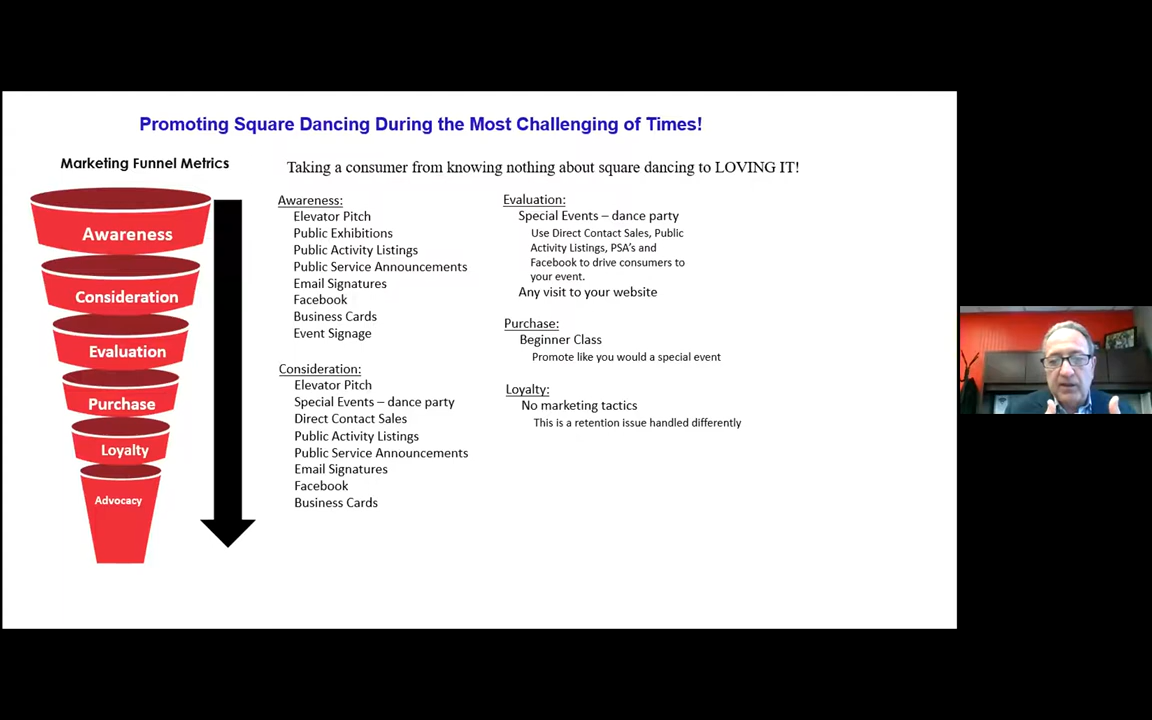 Promoting Square Dancing During the Most Challenging of Times!
Marketing Funnel Metrics
Awareness
Consideration
Evaluation
Purchase
Loyalty
Advocacy
Taking a consumer from knowing nothing about square dancing to LOVING IT!
Awareness:
Elevator Pitch
Public Exhibitions
Public Activity Listings
Public Service Announcements
Email Signatures
Facebook
Business Cards
Event Signage
Consideration:
Elevator Pitch
Special Events – dance party
Direct Contact Sales
Public Activity Listings
Public Service Announcements
Email Signatures
Facebook
Business Cards
Evaluation:
Special Events – dance party
Use Direct Contact Sales, Public
Activity Listings, PSA's and
Facebook to drive consumers to
your event.
Any visit to your website
Purchase:
Beginner Class
Promote like you would a special event
Loyalty:
No marketing tactics
This is a retention issue handled differently